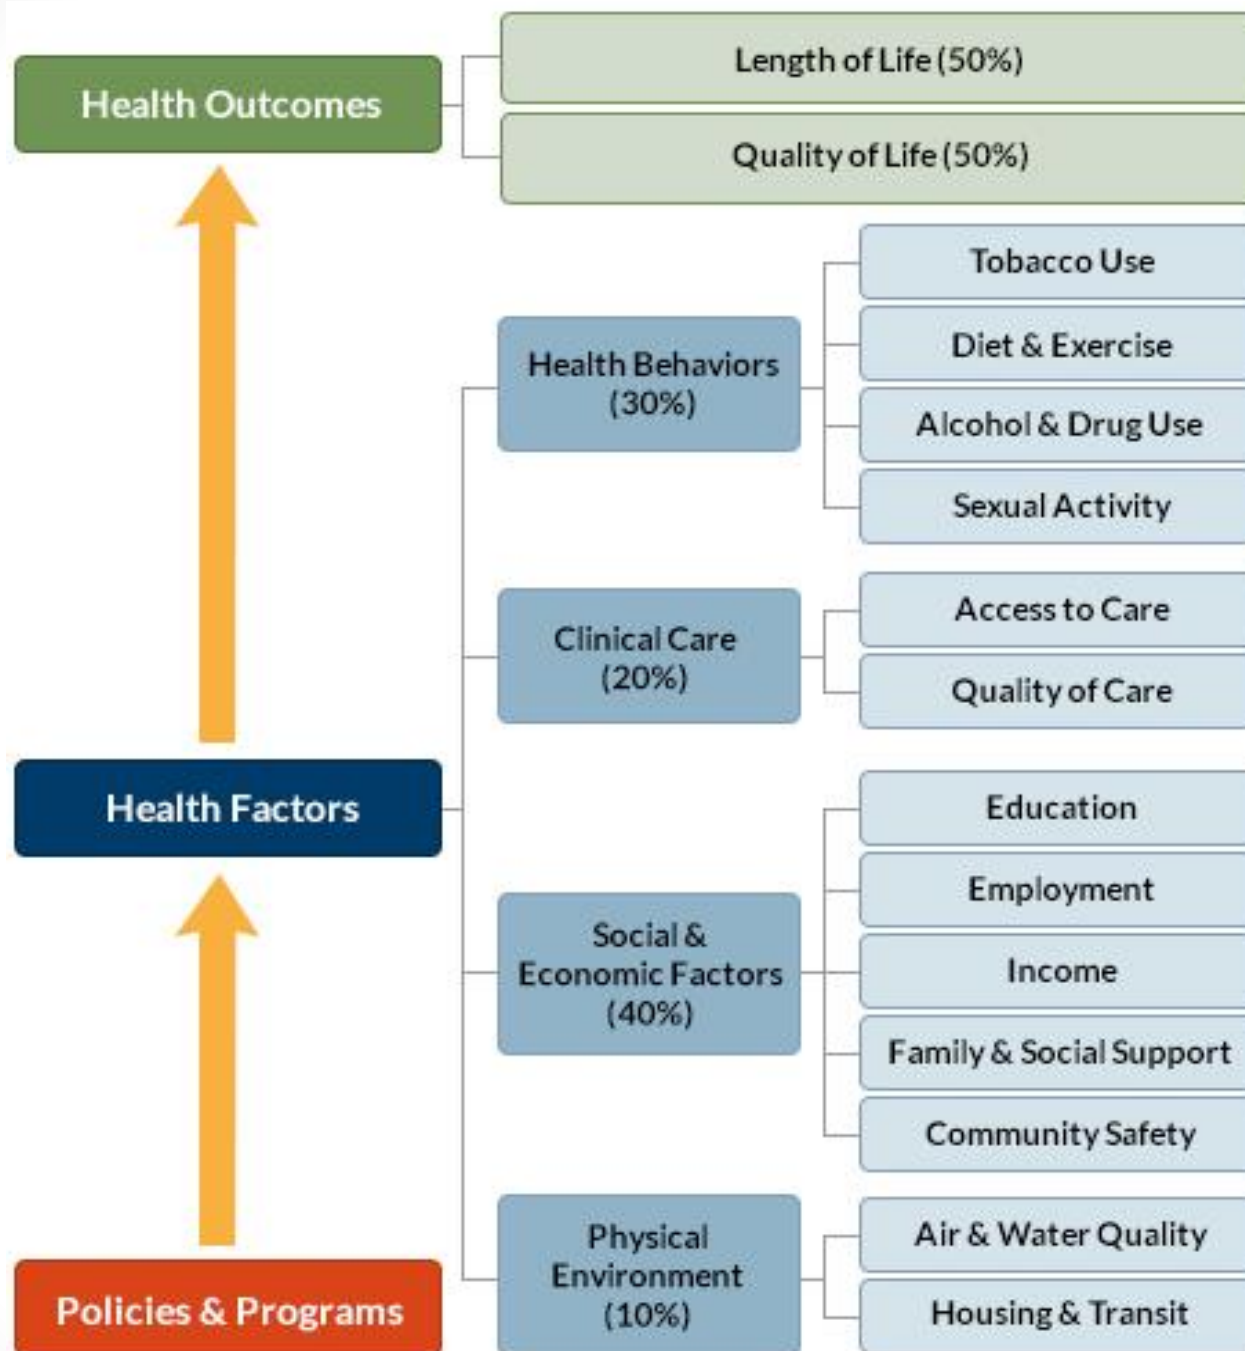 Health Outcomes
Length of Life (50%)
Quality of Life (50%)
Health Factors
Health Behaviors
(30%)
Tobacco Use
Diet & Exercise
Alcohol & Drug Use
Sexual Activity
Clinical Care
(20%)
Access to Care
Quality of Care
Social &
Economic Factors
(40%)
Education
Employment
Income
Family & Social Support
Community Safety
Physical
Environment
(10%)
Air & Water Quality
Housing & Transit
Policies & Programs